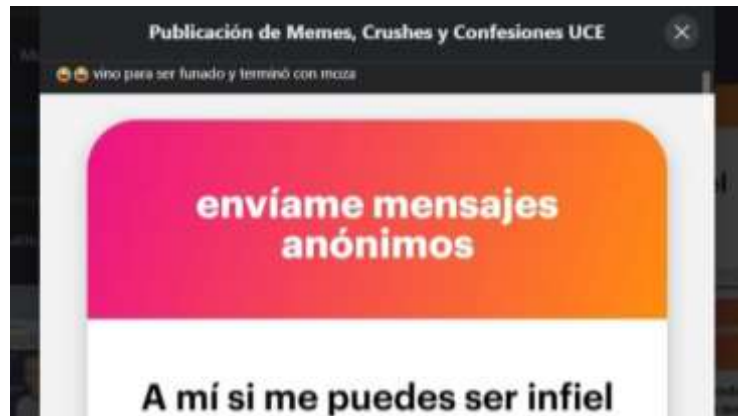 Publicación de Memes, Crushes y Confesiones UCE
😂😂 vino para ser funado y terminó con moza
envíame mensajes
anónimos
A mí si me puedes ser infiel